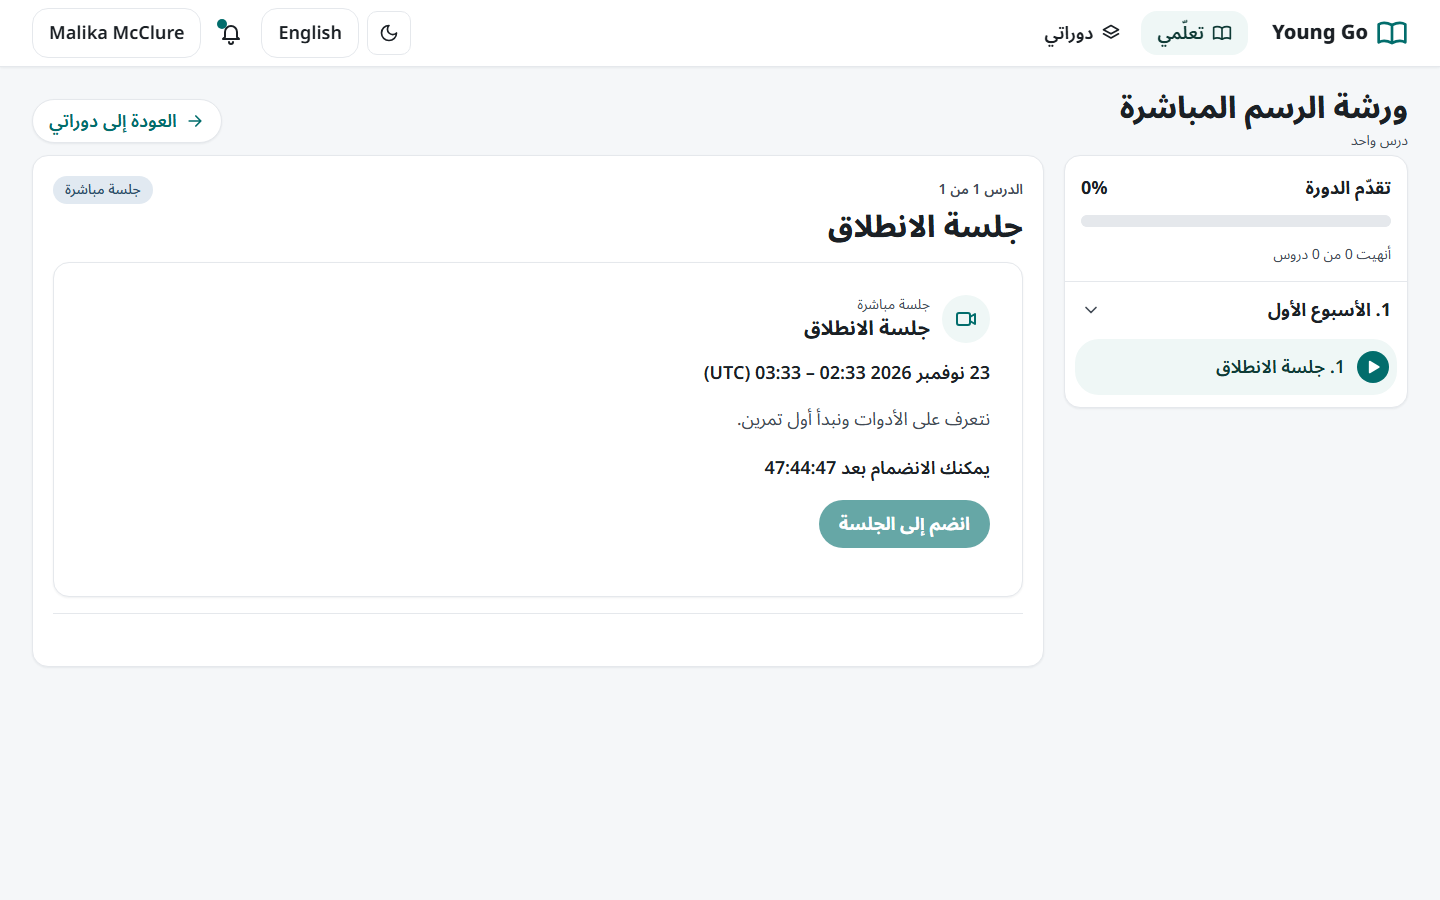 Young Go
تعلّمي
دوراتي
English
Malika McClure
ورشة الرسم المباشرة
درس واحد
العودة إلى دوراتي
تقدّم الدورة
0%
أنهيت 0 من 0 دروس
1. الأسبوع الأول
1. جلسة الانطلاق
الدرس 1 من 1
جلسة مباشرة
جلسة الانطلاق
جلسة مباشرة
جلسة الانطلاق
23 نوفمبر 2026 02:33 – 03:33 (UTC)
نتعرف على الأدوات ونبدأ أول تمرين.
يمكنك الانضمام بعد 47:44:47
انضم إلى الجلسة